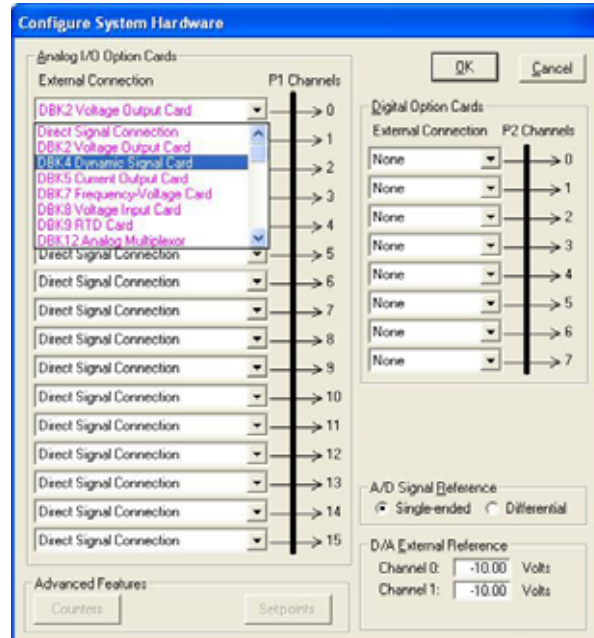 Configure System Hardware
Analog I/O Option Cards
External Connection P1 Channels
DBK2 Voltage Output Card 0
Direct Signal Connection
DBK2 Voltage Output Card 1
DBK4 Dynamic Signal Card 2
DBK5 Current Output Card
DBK7 Frequency-Voltage Card 3
DBK8 Voltage Input Card
DBK9 RTD Card 4
DBK12 Analog Multiplexor
Direct Signal Connection 5
Direct Signal Connection 6
Direct Signal Connection 7
Direct Signal Connection 8
Direct Signal Connection 9
Direct Signal Connection 10
Direct Signal Connection 11
Direct Signal Connection 12
Direct Signal Connection 13
Direct Signal Connection 14
Direct Signal Connection 15
Advanced Features
Counters Setpoints
OK Cancel
Digital Option Cards
External Connection P2 Channels
None 0
None 1
None 2
None 3
None 4
None 5
None 6
None 7
A/D Signal Reference
Single-ended Differential
D/A External Reference
Channel 0: -10.00 Volts
Channel 1: -10.00 Volts